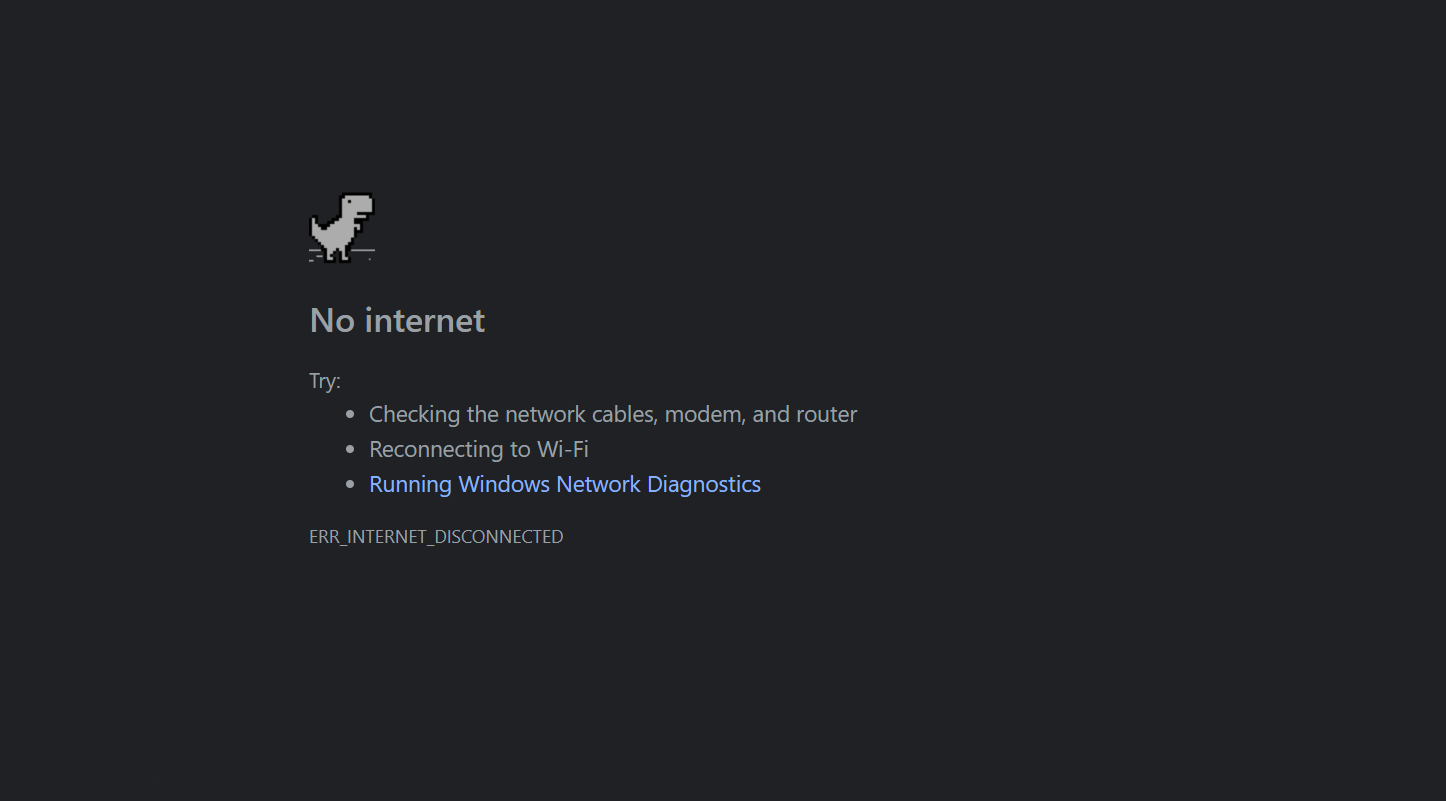 No internet
Try:
Checking the network cables, modem, and router
Reconnecting to Wi-Fi
Running Windows Network Diagnostics
ERR_INTERNET_DISCONNECTED